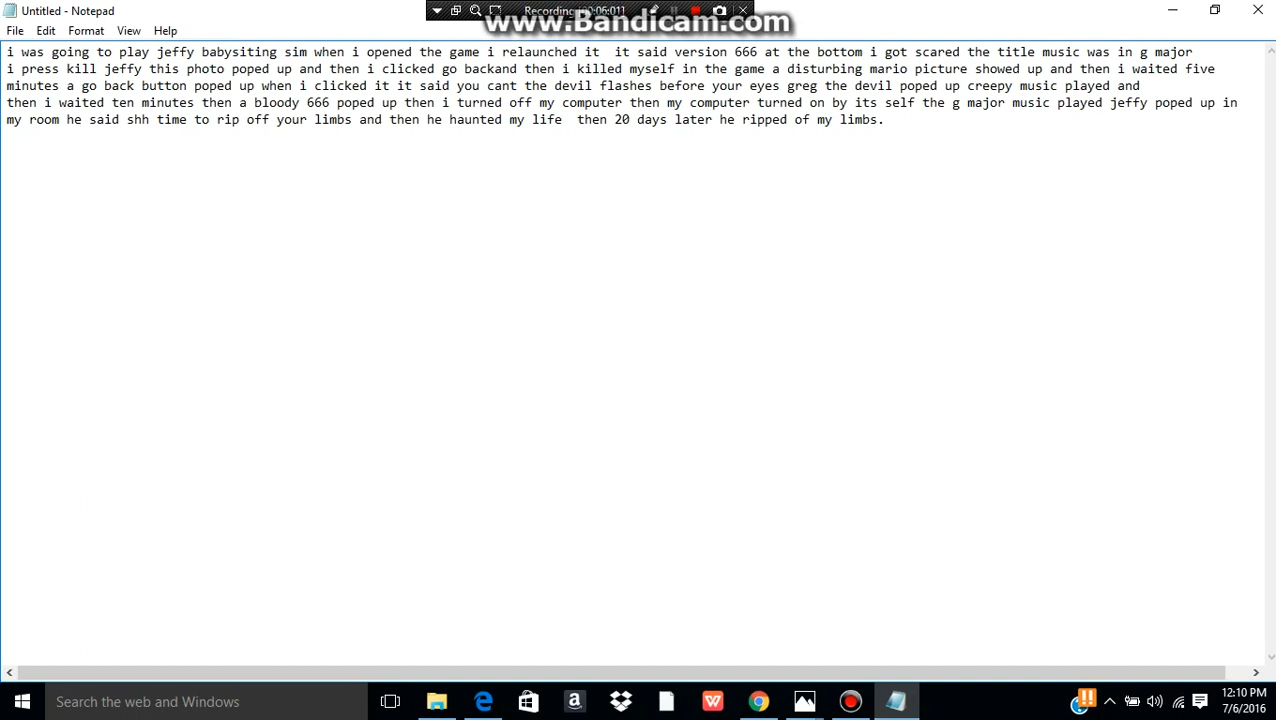 Untitled - Notepad
Recording [00:06:01]
www.Bandicam.com
File Edit Format View Help
i was going to play jeffy babysiting sim when i opened the game i relaunched it  it said version 666 at the bottom i got scared the title music was in g major
i press kill jeffy this photo poped up and then i clicked go backand then i killed myself in the game a disturbing mario picture showed up and then i waited five
minutes a go back button poped up when i clicked it it said you cant the devil flashes before your eyes greg the devil poped up creepy music played and
then i waited ten minutes then a bloody 666 poped up then i turned off my computer then my computer turned on by its self the g major music played jeffy poped up in
my room he said shh time to rip off your limbs and then he haunted my life  then 20 days later he ripped of my limbs.
Search the web and Windows
12:10 PM
7/6/2016